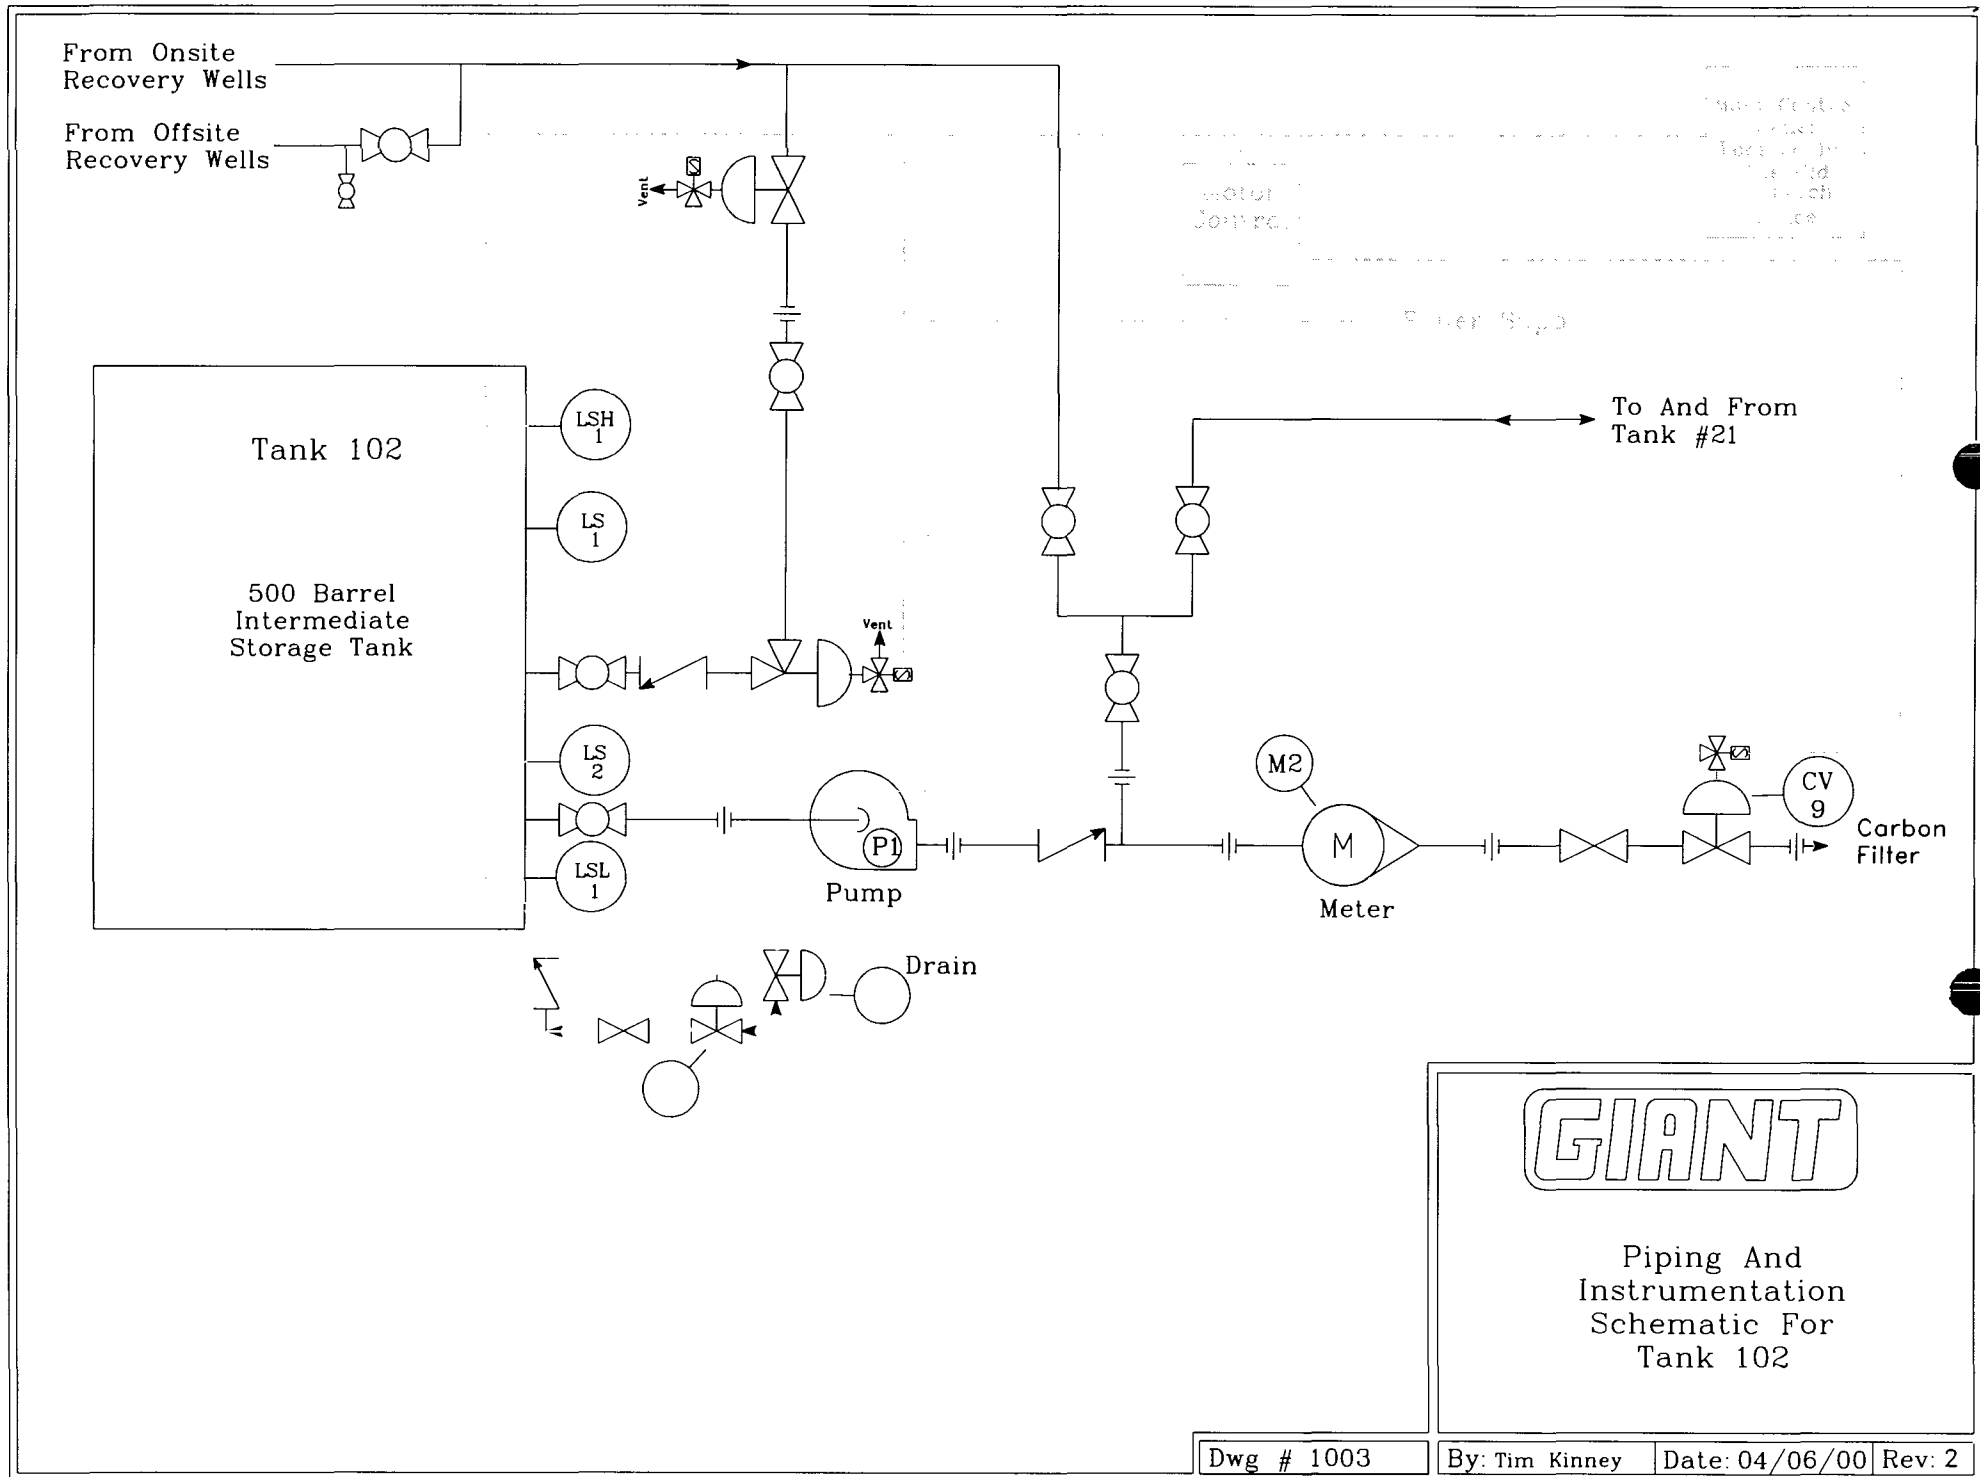 From Onsite
Recovery Wells
From Offsite
Recovery Wells
Vent
Tank 102
500 Barrel
Intermediate
Storage Tank
LSH
1
LS
1
Vent
LS
2
LSL
1
P1
Pump
To And From
Tank #21
M2
M
Meter
CV
9
Carbon
Filter
Drain
GIANT
Piping And
Instrumentation
Schematic For
Tank 102
Dwg # 1003
By: Tim Kinney
Date: 04/06/00
Rev: 2